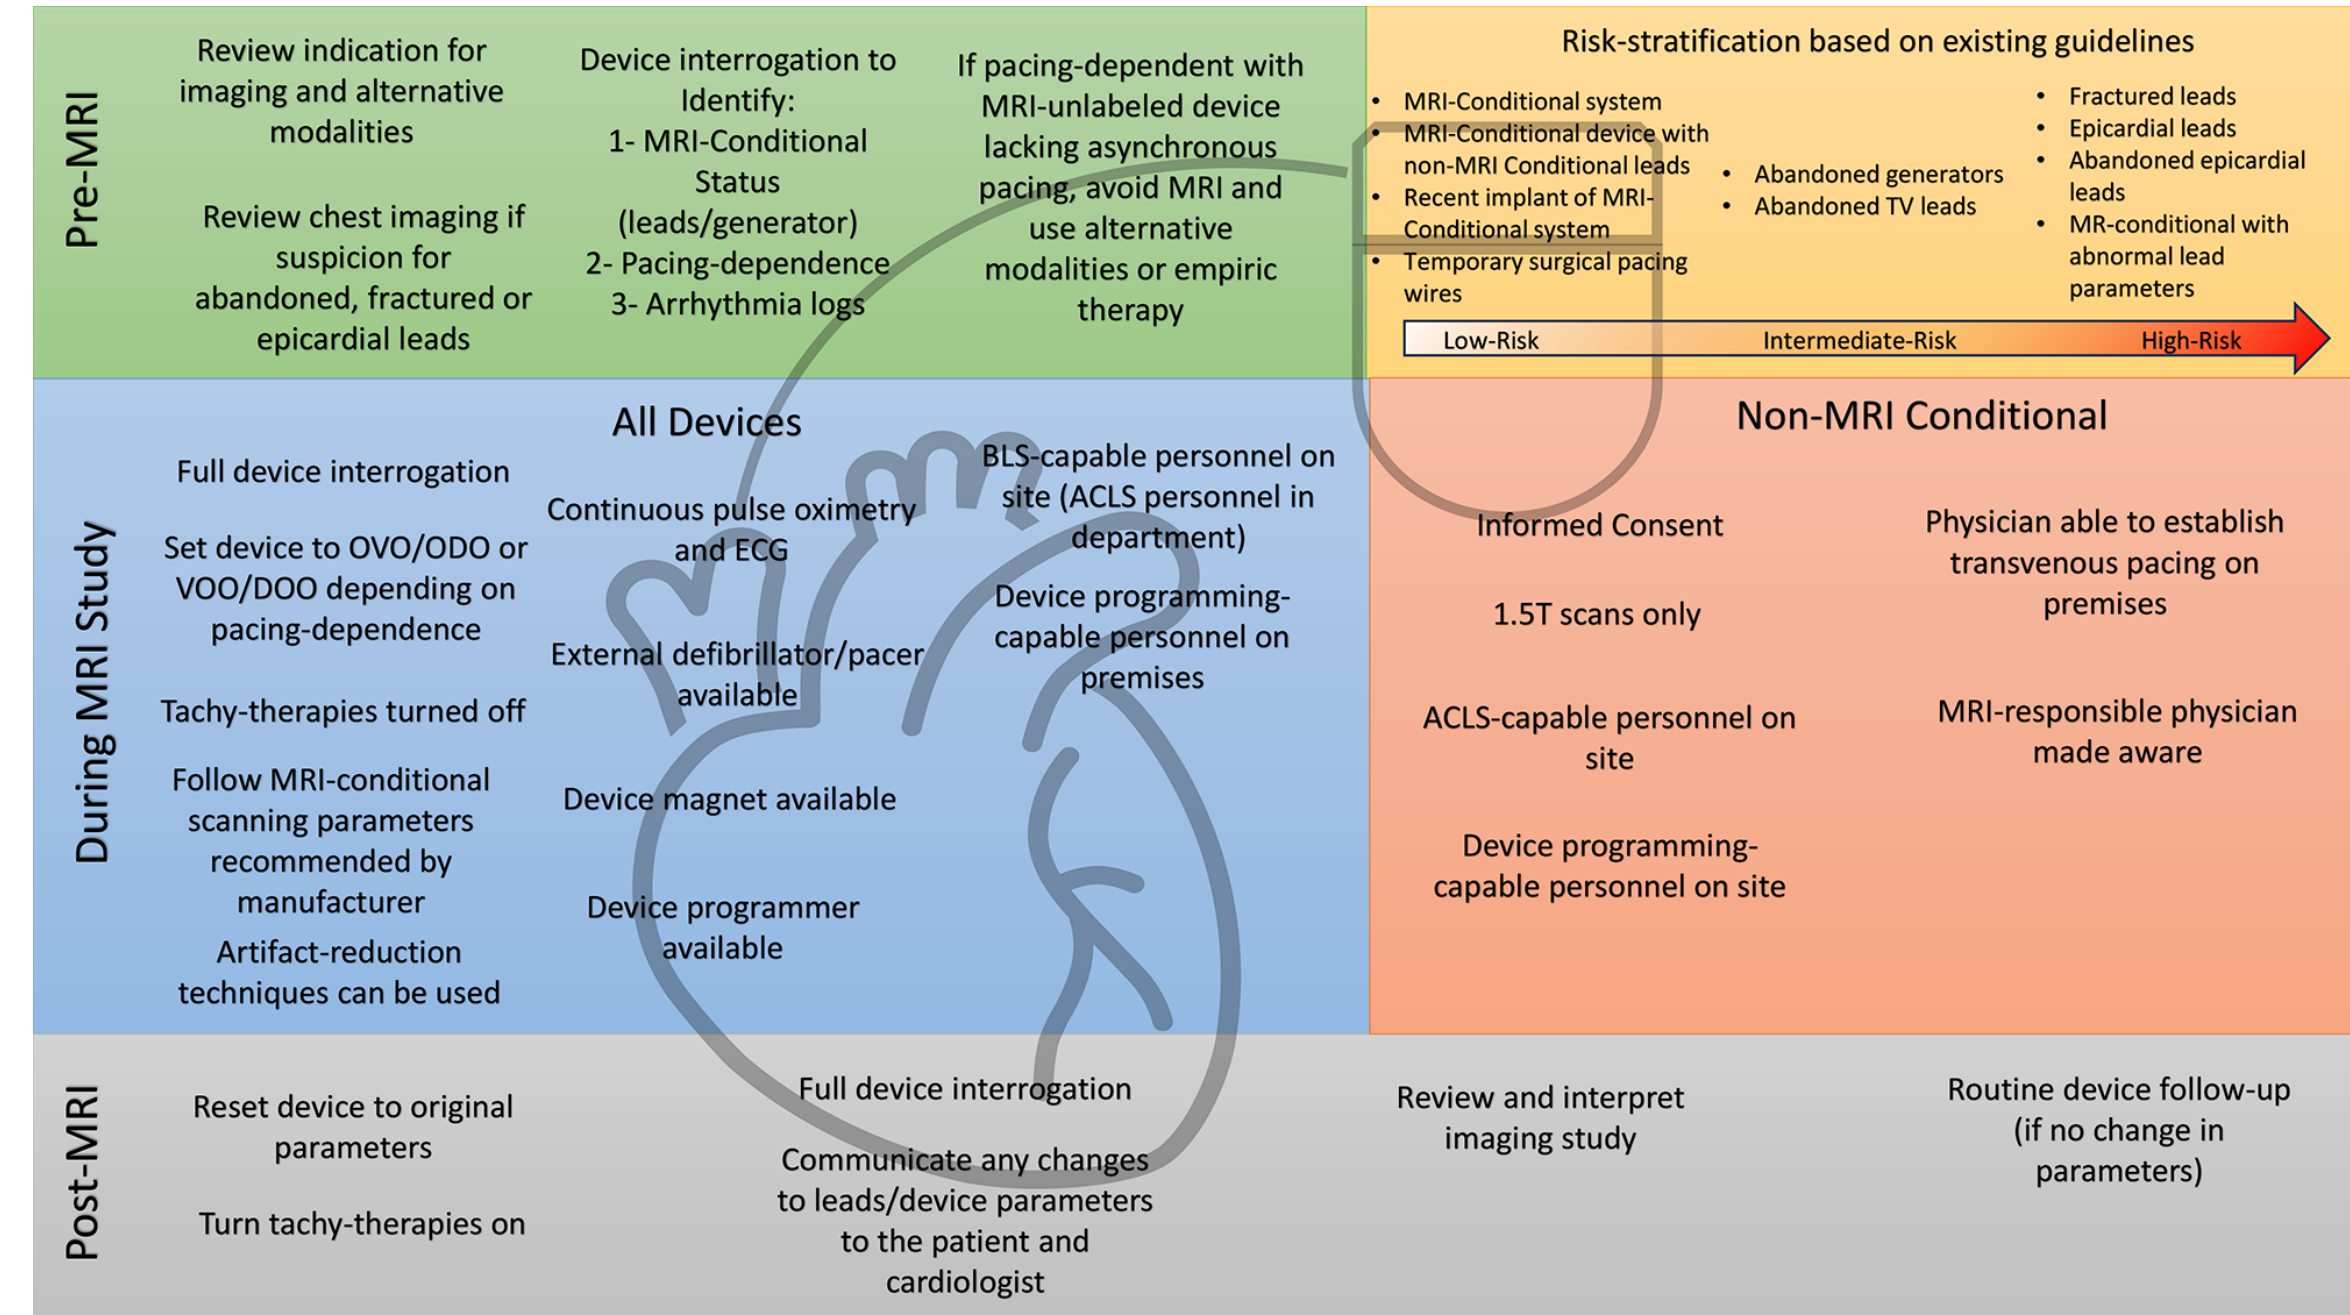 Pre-MRI
Review indication for
imaging and alternative
modalities
Review chest imaging if
suspicion for
abandoned, fractured or
epicardial leads
Device interrogation to
Identify:
1- MRI-Conditional
Status
(leads/generator)
2- Pacing-dependence
3- Arrhythmia logs
If pacing-dependent with
MRI-unlabeled device
lacking asynchronous
pacing, avoid MRI and
use alternative
modalities or empiric
therapy
Risk-stratification based on existing guidelines
• MRI-Conditional system
• MRI-Conditional device with
non-MRI Conditional leads
• Recent implant of MRI-
Conditional system
• Temporary surgical pacing
wires
• Abandoned generators
• Abandoned TV leads
• Fractured leads
• Epicardial leads
• Abandoned epicardial
leads
• MR-conditional with
abnormal lead
parameters
Low-Risk
Intermediate-Risk
High-Risk
During MRI Study
All Devices
Full device interrogation
Set device to OVO/ODO or
VOO/DOO depending on
pacing-dependence
Tachy-therapies turned off
Follow MRI-conditional
scanning parameters
recommended by
manufacturer
Artifact-reduction
techniques can be used
Continuous pulse oximetry
and ECG
External defibrillator/pacer
available
Device magnet available
Device programmer
available
BLS-capable personnel on
site (ACLS personnel in
department)
Device programming-
capable personnel on
premises
Non-MRI Conditional
Informed Consent
1.5T scans only
ACLS-capable personnel on
site
Device programming-
capable personnel on site
Physician able to establish
transvenous pacing on
premises
MRI-responsible physician
made aware
Post-MRI
Reset device to original
parameters
Turn tachy-therapies on
Full device interrogation
Communicate any changes
to leads/device parameters
to the patient and
cardiologist
Review and interpret
imaging study
Routine device follow-up
(if no change in
parameters)